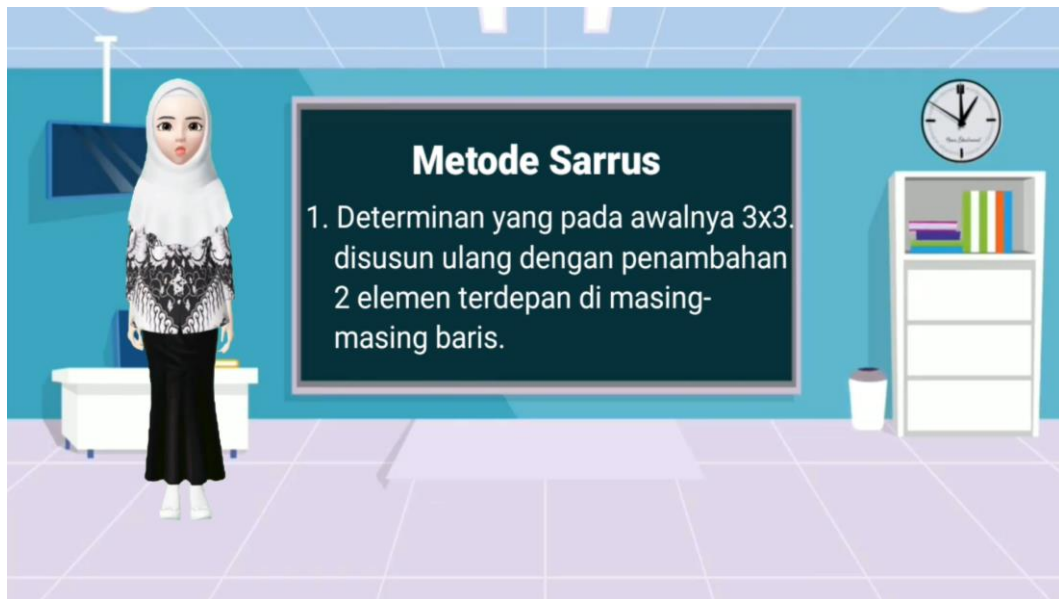 Metode Sarrus
1. Determinan yang pada awalnya 3x3.
disusun ulang dengan penambahan
2 elemen terdepan di masing-
masing baris.